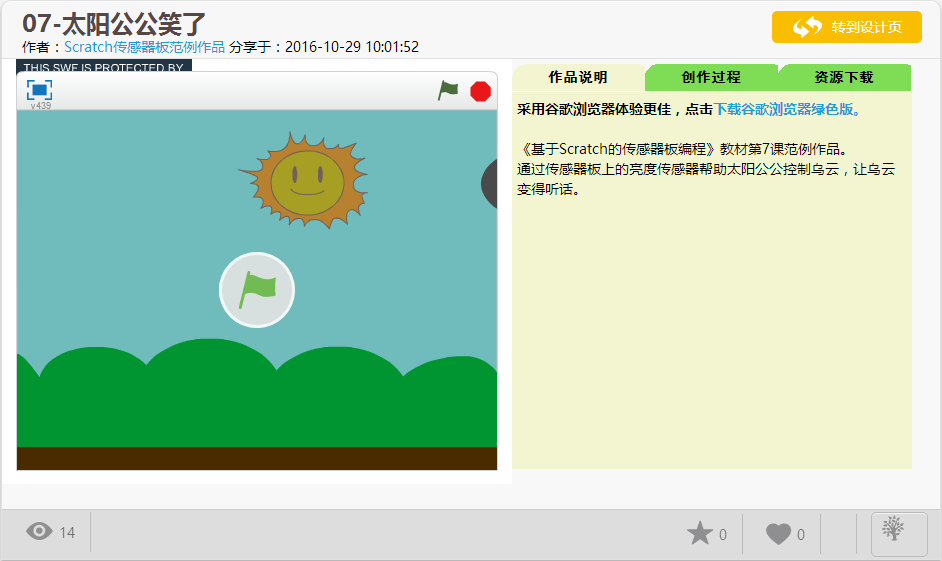 07-太阳公公笑了
转到设计页
作者：Scratch传感器板范例作品 分享于：2016-10-29 10:01:52
THIS SWF IS PROTECTED BY
v439
作品说明
创作过程
资源下载
采用谷歌浏览器体验更佳，点击下载谷歌浏览器绿色版。
《基于Scratch的传感器板编程》教材第7课范例作品。
通过传感器板上的亮度传感器帮助太阳公公控制乌云，让乌云
变得听话。
14
0
0